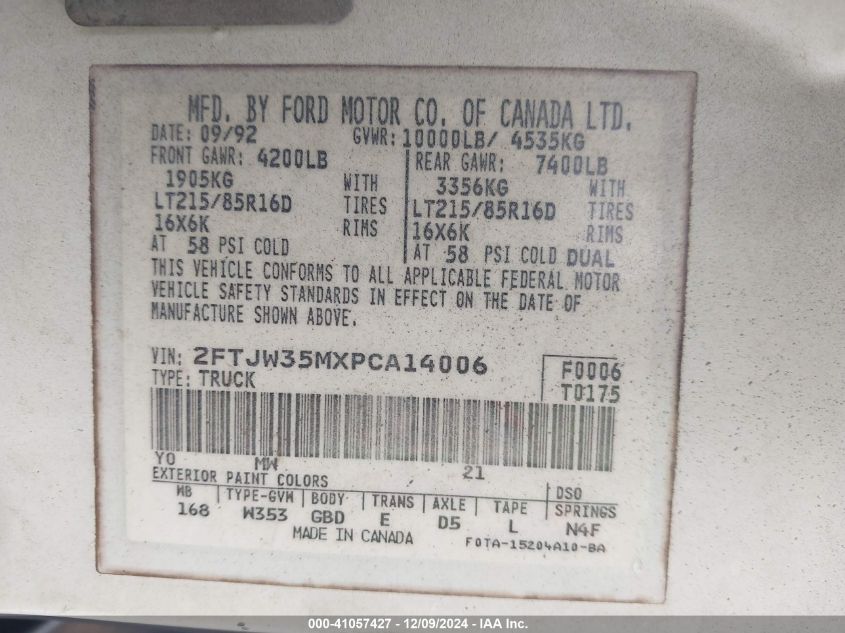 MFD. BY FORD MOTOR CO. OF CANADA LTD.
DATE: 09/92 GVWR: 10000LB/ 4535KG
FRONT GAWR: 4200LB REAR GAWR: 7400LB
1905KG WITH 3356KG WITH
LT215/85R16D TIRES LT215/85R16D TIRES
16X6K RIMS 16X6K RIMS
AT 58 PSI COLD AT 58 PSI COLD DUAL
THIS VEHICLE CONFORMS TO ALL APPLICABLE FEDERAL MOTOR
VEHICLE SAFETY STANDARDS IN EFFECT ON THE DATE OF
MANUFACTURE SHOWN ABOVE.
VIN: 2FTJW35MXPCA14006 F0006
TYPE: TRUCK T0175
YO MW 21
EXTERIOR PAINT COLORS DSO
WB TYPE-GVW BODY TRANS AXLE TAPE SPRINGS
168 W353 GBD E D5 L N4F
MADE IN CANADA F0TA-15204A10-BA
000-41057427 - 12/09/2024 - IAA Inc.